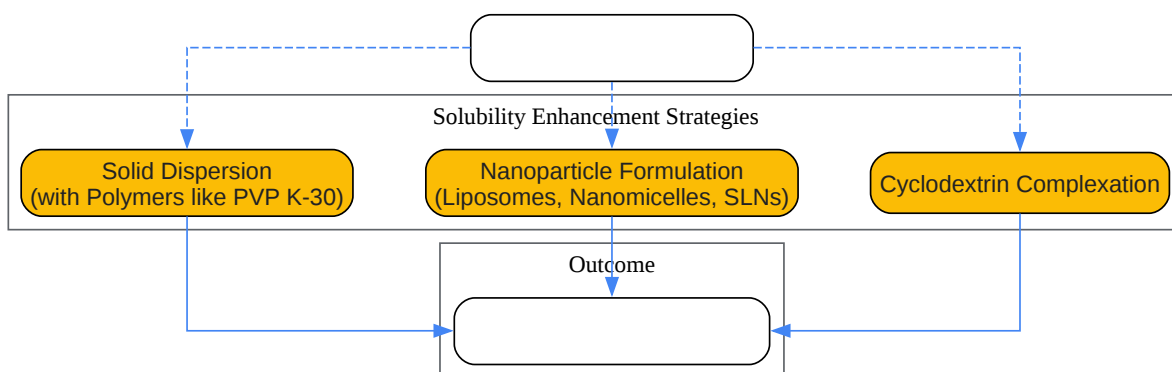 Solubility Enhancement Strategies
Solid Dispersion
(with Polymers like PVP K-30)
Nanoparticle Formulation
(Liposomes, Nanomicelles, SLNs)
Cyclodextrin Complexation
Outcome